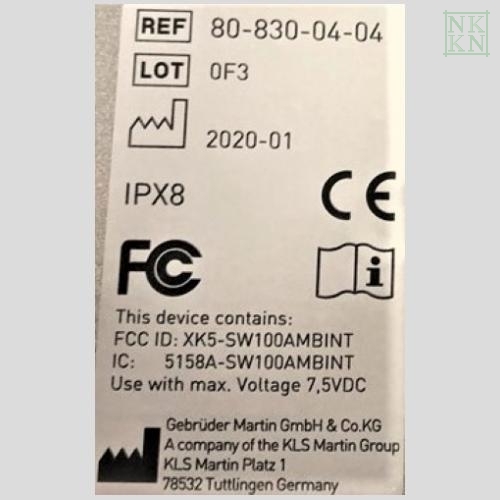 NK
KN
REF 80-830-04-04
LOT 0F3
2020-01
IPX8 CE
FC
This device contains:
FCC ID: XK5-SW100AMBINT
IC: 5158A-SW100AMBINT
Use with max. Voltage 7,5VDC
Gebrüder Martin GmbH & Co.KG
A company of the KLS Martin Group
KLS Martin Platz 1
78532 Tuttlingen Germany